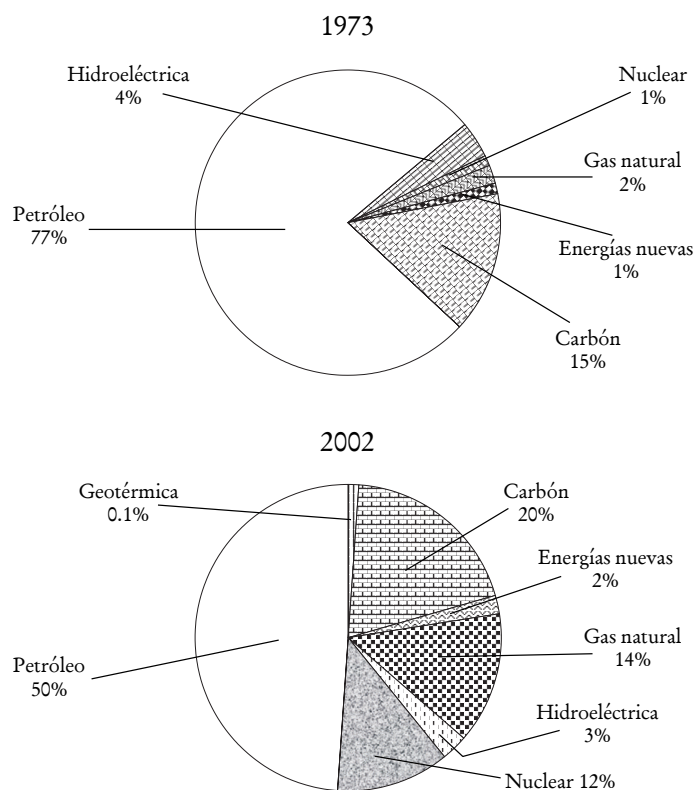 1973
Hidroeléctrica
4%
Nuclear
1%
Gas natural
2%
Petróleo
77%
Energías nuevas
1%
Carbón
15%
2002
Geotérmica
0.1%
Carbón
20%
Energías nuevas
2%
Petróleo
50%
Gas natural
14%
Hidroeléctrica
3%
Nuclear 12%